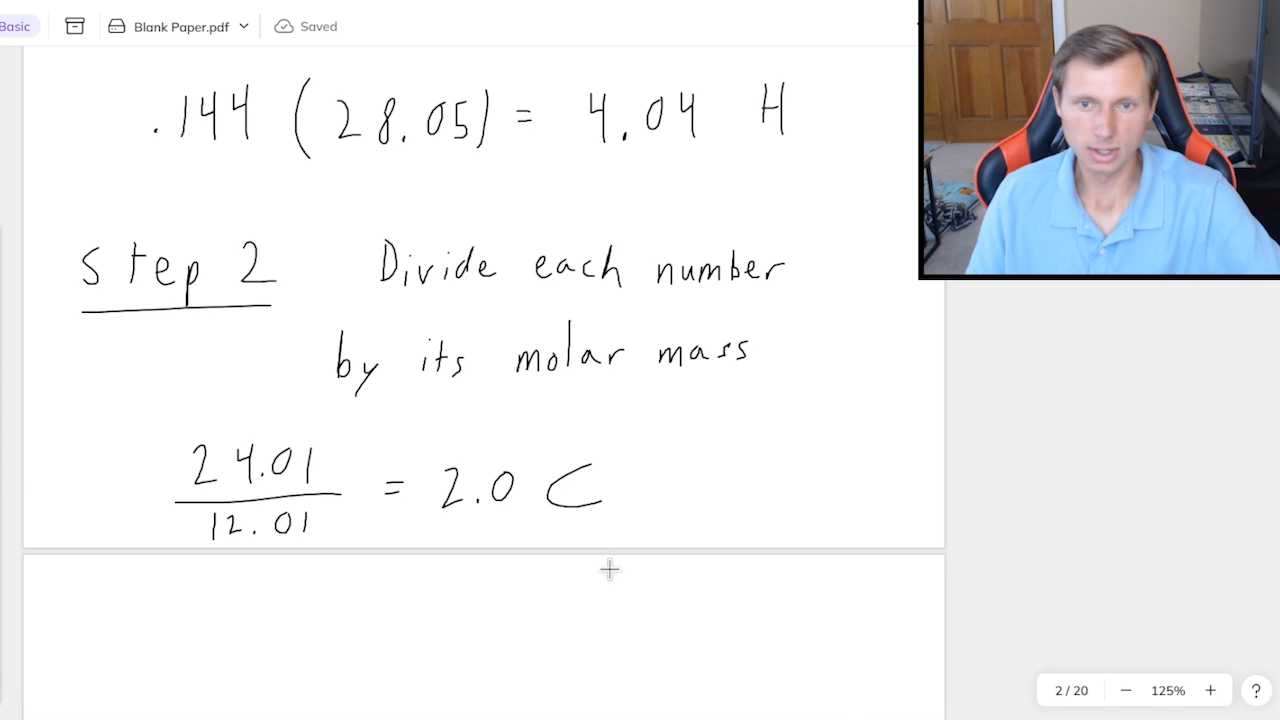 Basic
Blank Paper.pdf
Saved
.144 (28.05) = 4.04 H
Step 2 Divide each number
by its molar mass
24.01
12.01
= 2.0 C
2 / 20 − 125% + ?